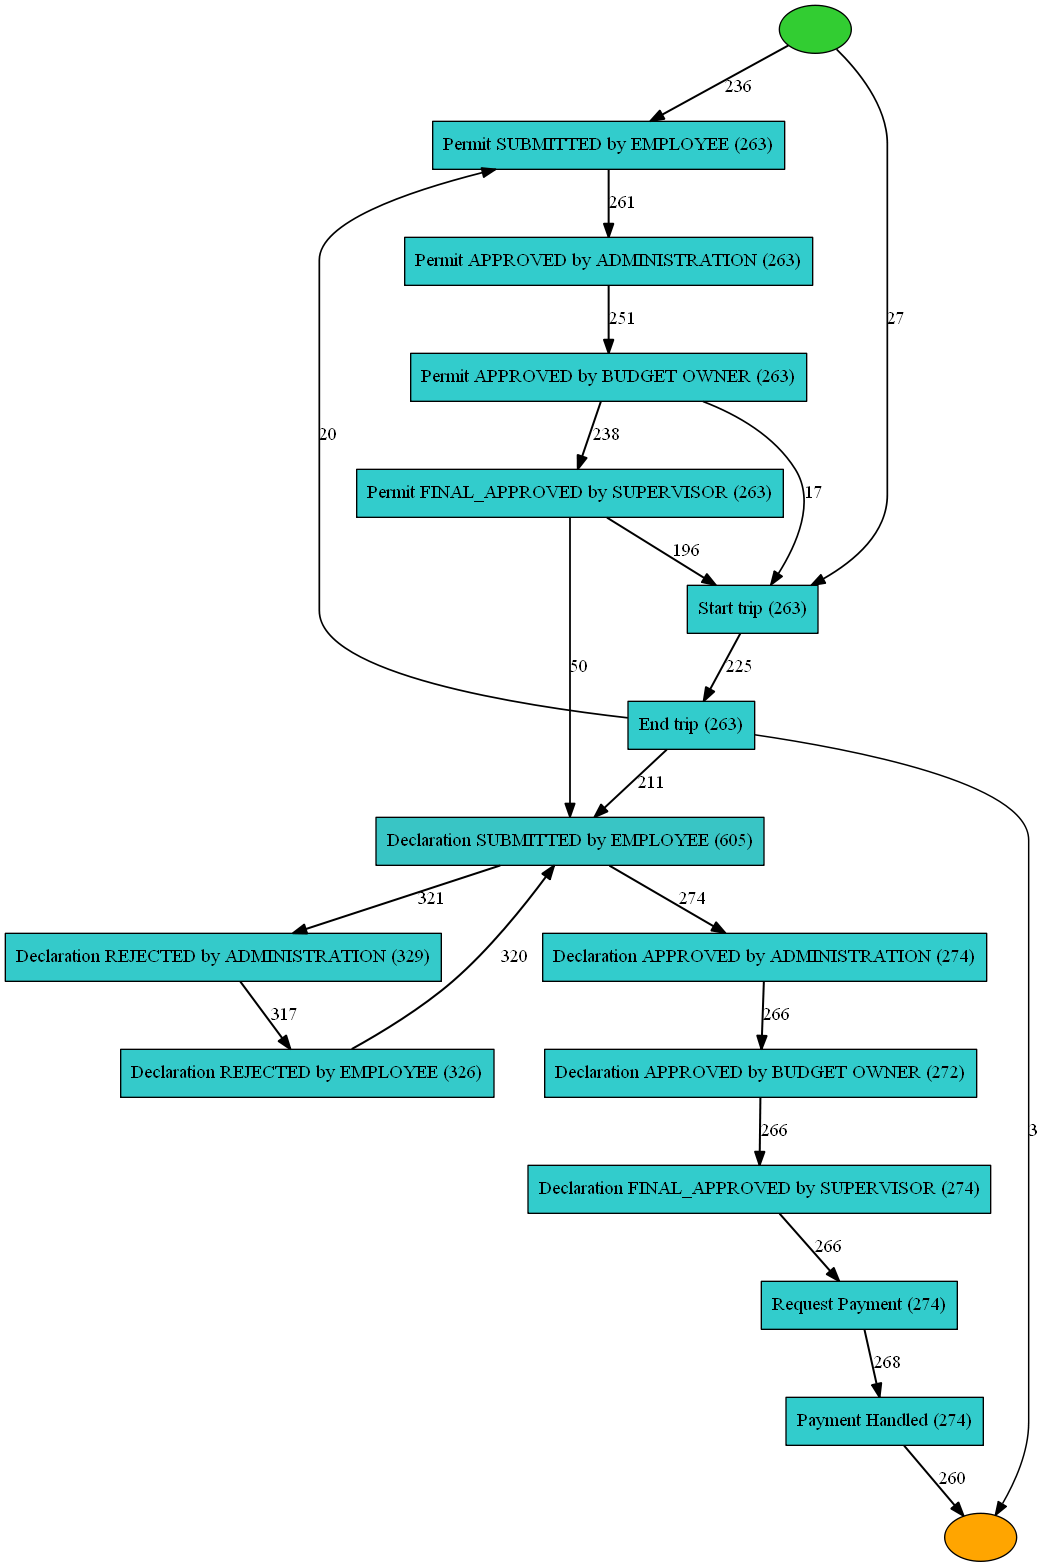 236
Permit SUBMITTED by EMPLOYEE (263)
261
Permit APPROVED by ADMINISTRATION (263)
251
27
Permit APPROVED by BUDGET OWNER (263)
20
238
Permit FINAL_APPROVED by SUPERVISOR (263)
17
196
Start trip (263)
50
225
End trip (263)
211
Declaration SUBMITTED by EMPLOYEE (605)
321
274
Declaration REJECTED by ADMINISTRATION (329)
320
Declaration APPROVED by ADMINISTRATION (274)
317
266
Declaration REJECTED by EMPLOYEE (326)
Declaration APPROVED by BUDGET OWNER (272)
266
3
Declaration FINAL_APPROVED by SUPERVISOR (274)
266
Request Payment (274)
268
Payment Handled (274)
260